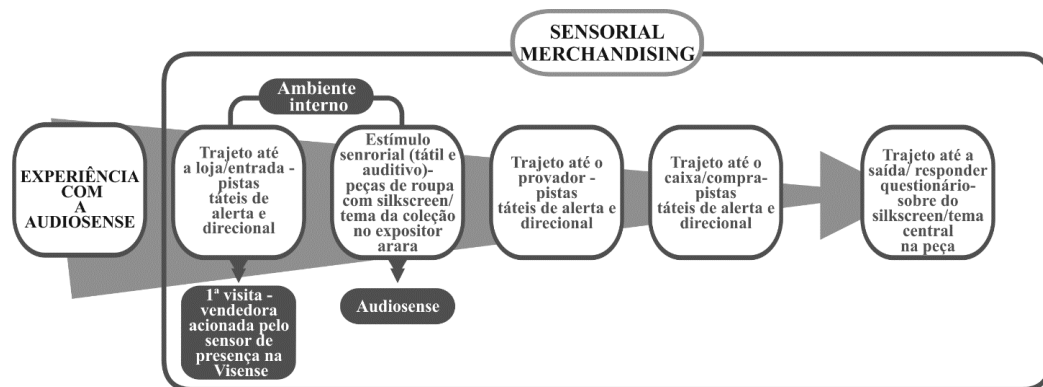 SENSORIAL
MERCHANDISING
Ambiente
interno
EXPERIÊNCIA
COM
A
AUDIOSENSE
Trajeto até
a loja/entrada -
pistas
táteis de
alerta e
direcional
Estímulo
senrorial (tátil e
auditivo)-
peças de roupa
com silkscreen/
tema da coleção
no expositor
arara
Trajeto até o
provador -
pistas
táteis de alerta e
direcional
Trajeto até o
caixa/compra-
pistas
táteis de alerta e
direcional
Trajeto até a
saída/ responder
questionário-
sobre do
silkscreen/tema
central
na peça
1ª visita -
vendedora
acionada pelo
sensor de
presença na
Visense
Audiosense